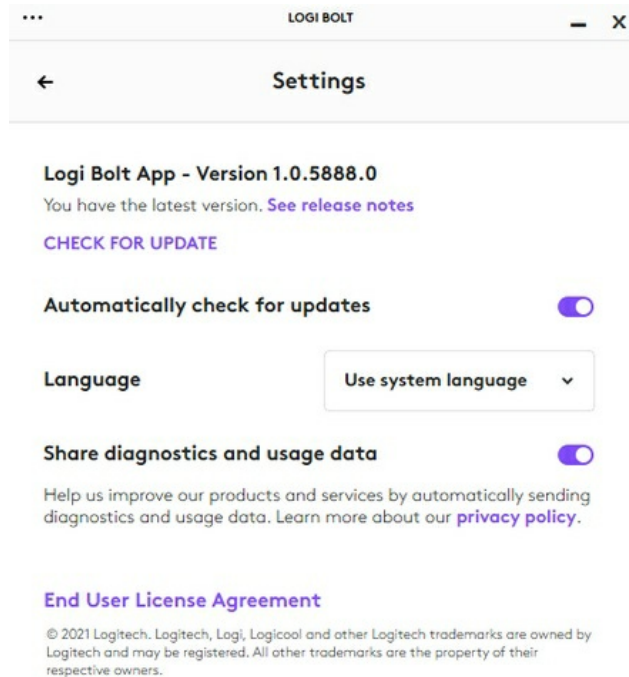 LOGI BOLT
Settings
Logi Bolt App - Version 1.0.5888.0
You have the latest version. See release notes
CHECK FOR UPDATE
Automatically check for updates
Language
Use system language
Share diagnostics and usage data
Help us improve our products and services by automatically sending
diagnostics and usage data. Learn more about our privacy policy.
End User License Agreement
© 2021 Logitech. Logitech, Logi, Logicool and other Logitech trademarks are owned by
Logitech and may be registered. All other trademarks are the property of their
respective owners.